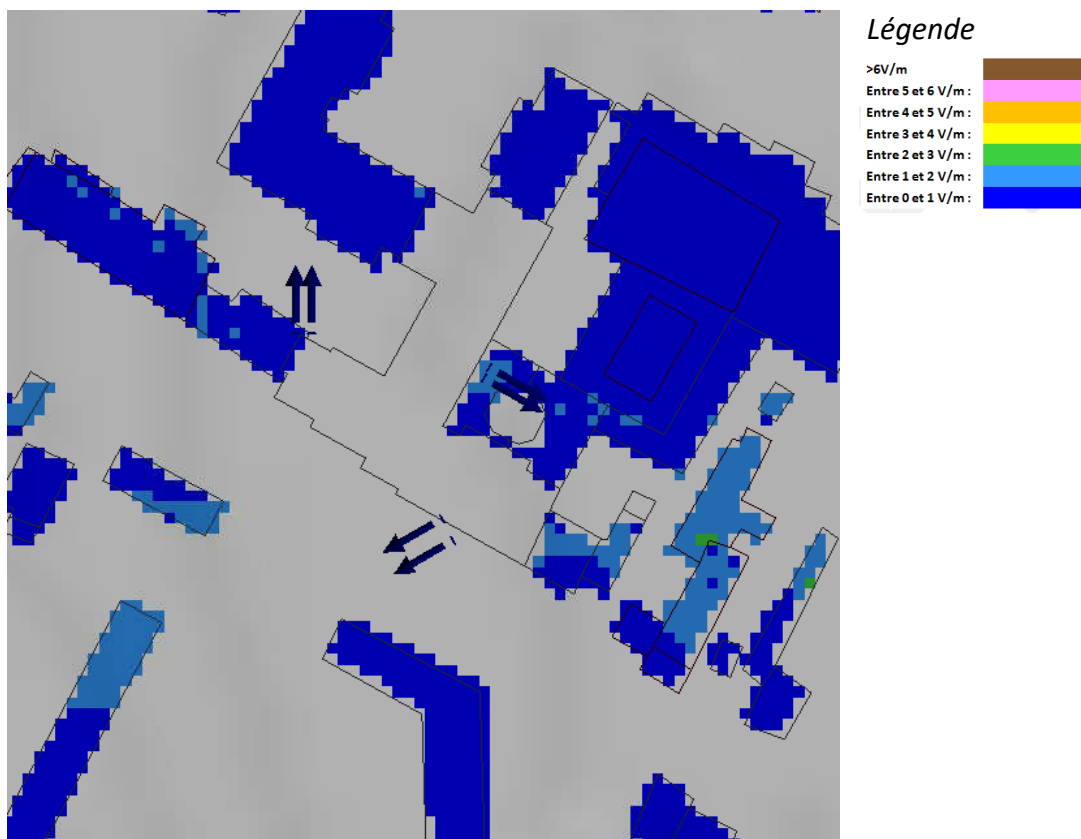 Légende
>6V/m
Entre 5 et 6 V/m :
Entre 4 et 5 V/m :
Entre 3 et 4 V/m :
Entre 2 et 3 V/m :
Entre 1 et 2 V/m :
Entre 0 et 1 V/m :